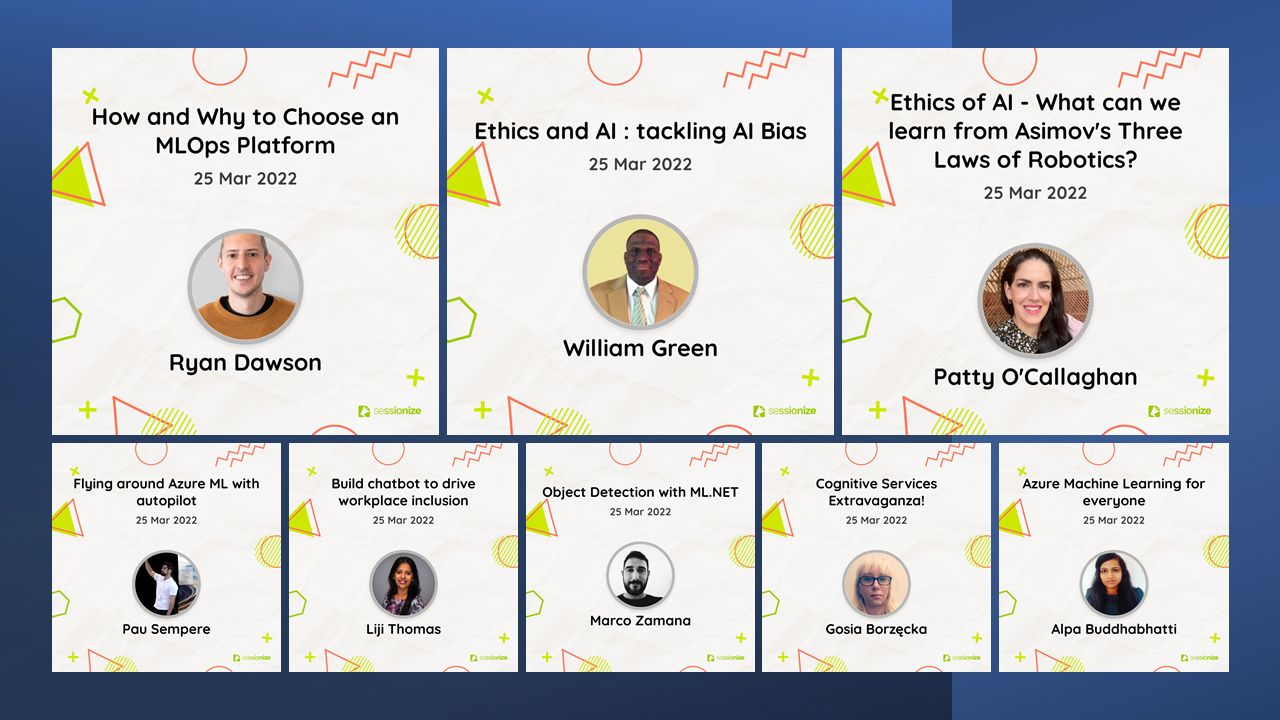 How and Why to Choose an
MLOps Platform
25 Mar 2022
Ryan Dawson
sessionize
Ethics and AI : tackling AI Bias
25 Mar 2022
William Green
sessionize
Ethics of AI - What can we
learn from Asimov's Three
Laws of Robotics?
25 Mar 2022
Patty O'Callaghan
sessionize
Flying around Azure ML with
autopilot
25 Mar 2022
Pau Sempere
sessionize
Build chatbot to drive
workplace inclusion
25 Mar 2022
Liji Thomas
sessionize
Object Detection with ML.NET
25 Mar 2022
Marco Zamana
sessionize
Cognitive Services
Extravaganza!
25 Mar 2022
Gosia Borzęcka
sessionize
Azure Machine Learning for
everyone
25 Mar 2022
Alpa Buddhabhatti
sessionize